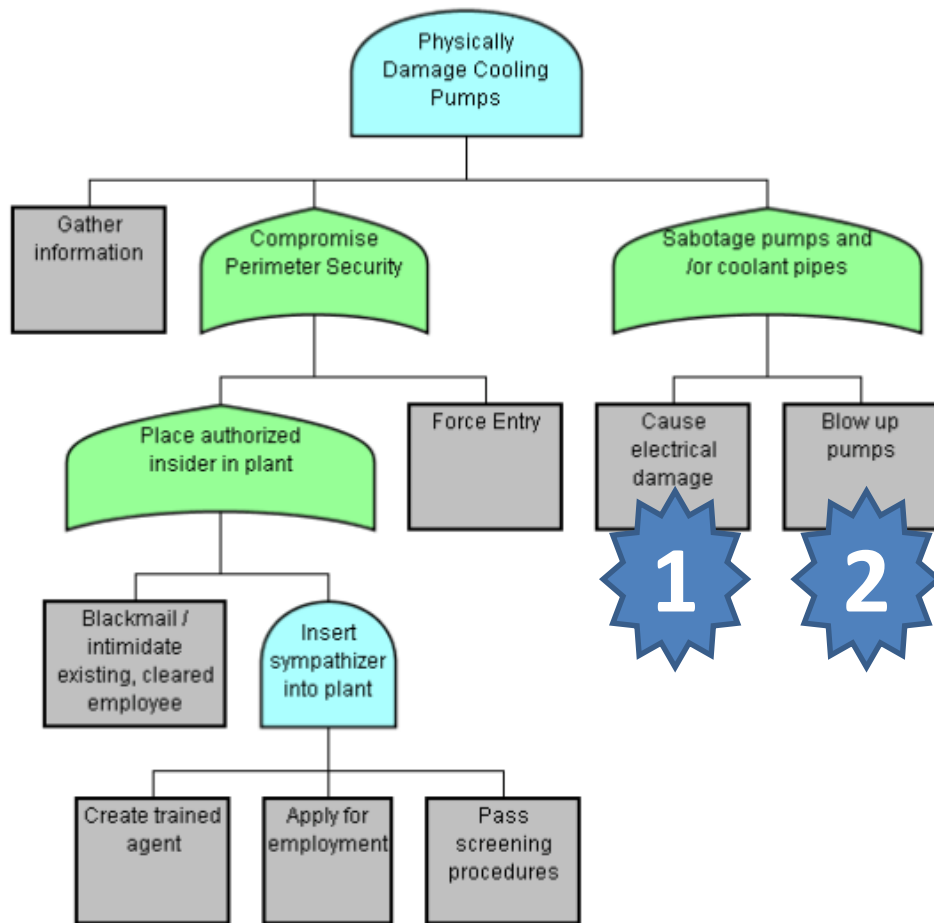 Physically
Damage Cooling
Pumps
Gather
information
Compromise
Perimeter Security
Sabotage pumps and
/or coolant pipes
Place authorized
insider in plant
Force Entry
Cause
electrical
damage
Blow up
pumps
1
2
Blackmail /
intimidate
existing, cleared
employee
Insert
sympathizer
into plant
Create trained
agent
Apply for
employment
Pass
screening
procedures